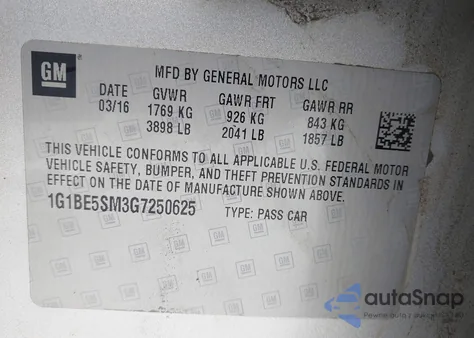 GM
MFD BY GENERAL MOTORS LLC
DATE GVWR GAWR FRT GAWR RR
03/16 1769 KG 926 KG 843 KG
3898 LB 2041 LB 1857 LB
THIS VEHICLE CONFORMS TO ALL APPLICABLE U.S. FEDERAL MOTOR
VEHICLE SAFETY, BUMPER, AND THEFT PREVENTION STANDARDS IN
EFFECT ON THE DATE OF MANUFACTURE SHOWN ABOVE.
1G1BE5SM3G7250625 TYPE: PASS CAR
autoSnap